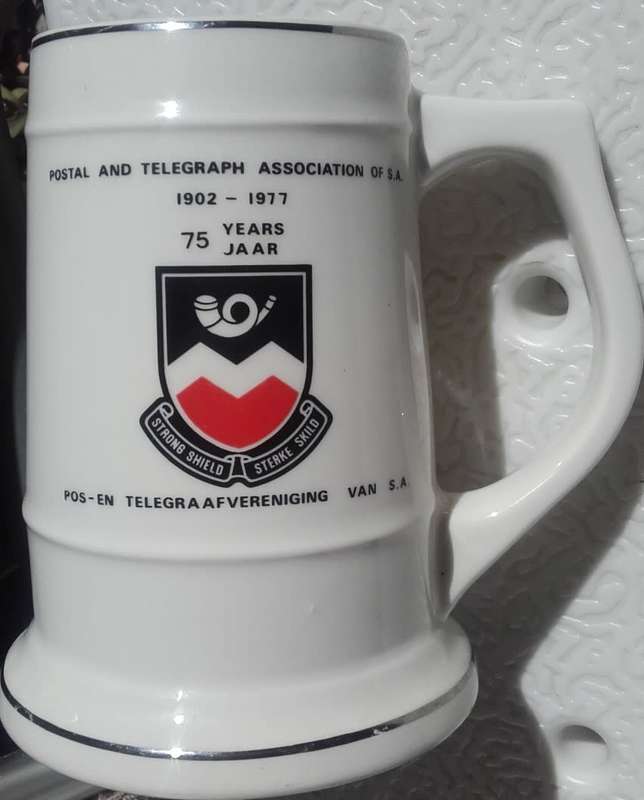 POSTAL AND TELEGRAPH ASSOCIATION OF S.A.
1902 - 1977
75 YEARS
JAAR
STRONG SHIELD STERKE SKILD
POS-EN TELEGRAAFVERENIGING VAN S.A.